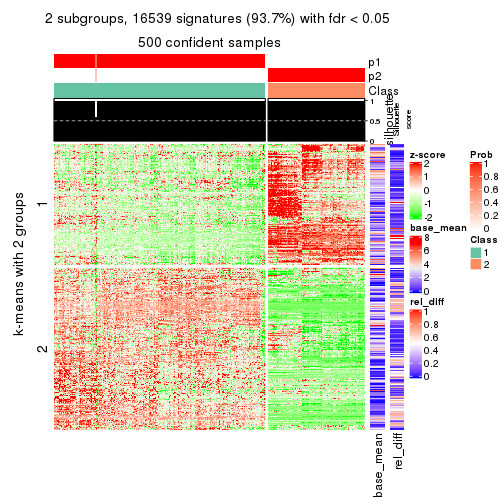 2 subgroups, 16539 signatures (93.7%) with fdr < 0.05
500 confident samples
p1
p2
Class
1
0.5
0
silhouette
Silhouette
score
k-means with 2 groups
1
2
base_mean
rel_diff
z-score
2
1
0
-1
-2
base_mean
8
6
4
2
0
rel_diff
1
0.8
0.6
0.4
0.2
0
Prob
1
0.8
0.6
0.4
0.2
0
Class
1
2